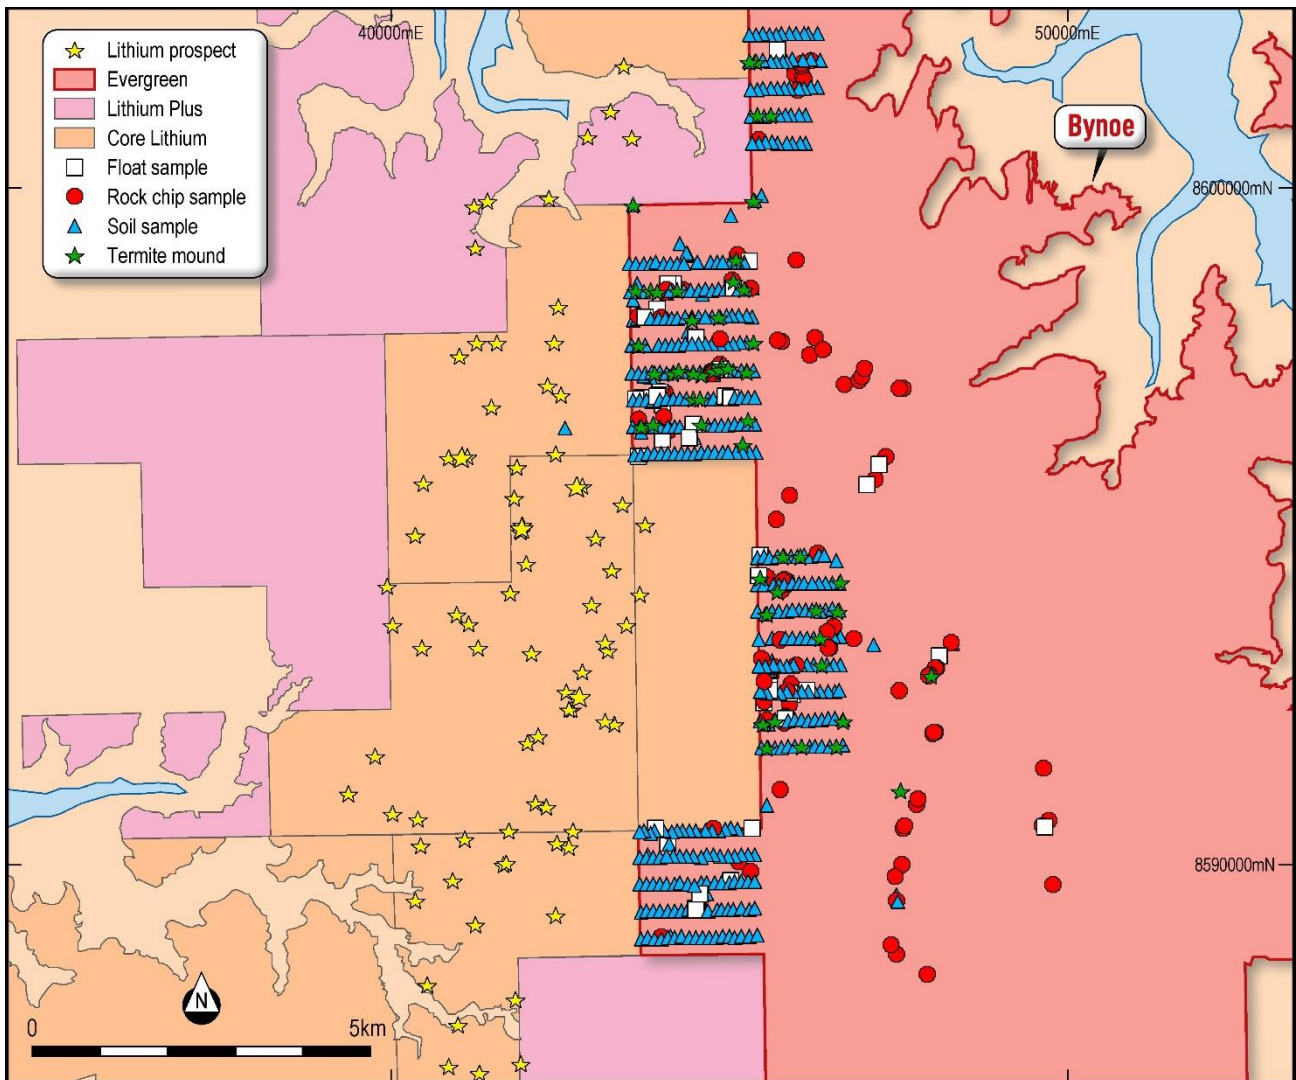 40000mE
50000mE
Lithium prospect
Evergreen
Lithium Plus
Core Lithium
Float sample
Rock chip sample
Soil sample
Termite mound
Bynoe
8600000mN
8590000mN
N
0
5km